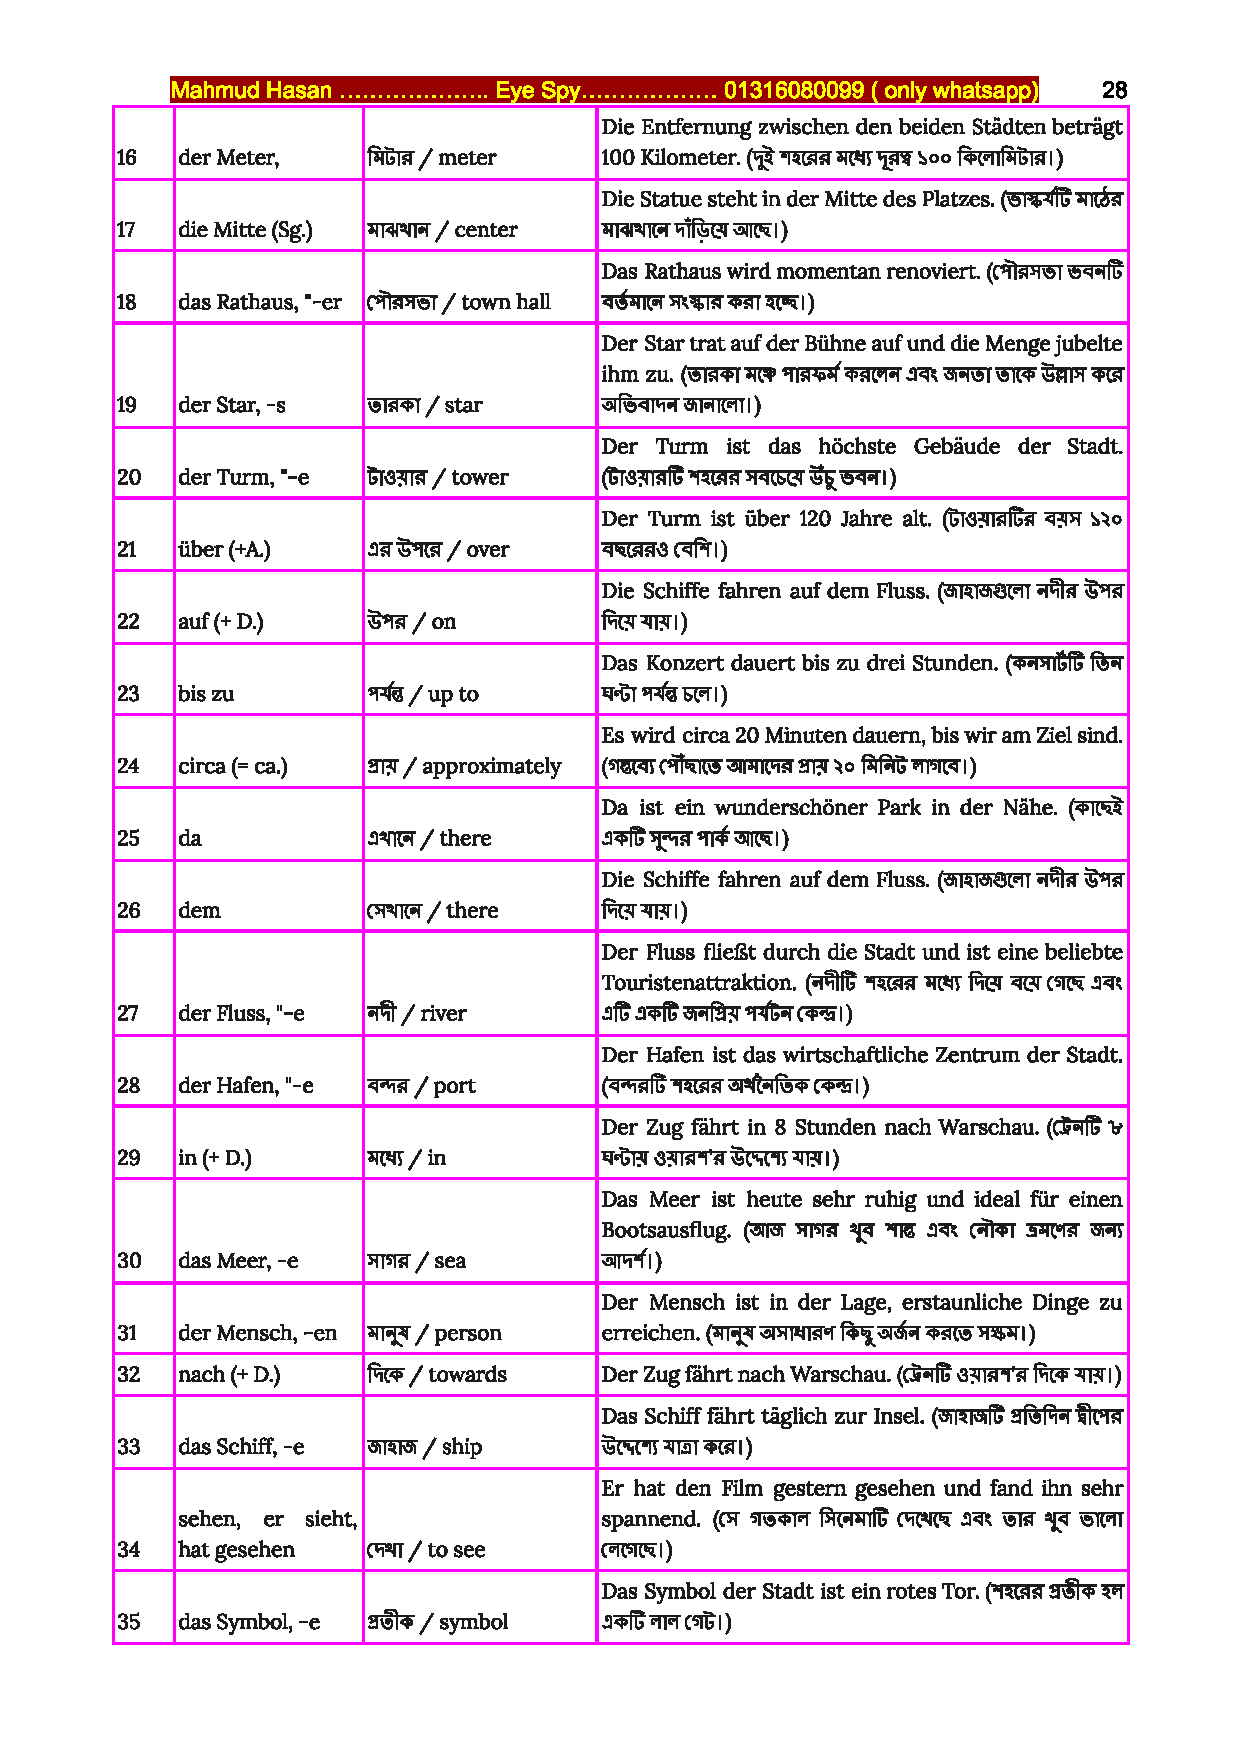 Mahmud Hasan ……………….. Eye Spy……………… 01316080099 ( only whatsapp) 28
Die Entfernung zwischen den beiden Städten beträgt
16 der Meter, মিটার / meter 100 Kilometer. (দুই শহরের মধ্যে দূরত্ব ১০০ কিলোমিটার।)
Die Statue steht in der Mitte des Platzes. (ভাস্কর্যটি মাঠের
17 die Mitte (Sg.) মাঝখান / center মাঝখানে দাঁড়িয়ে আছে।)
Das Rathaus wird momentan renoviert. (পৌরসভা ভবনটি
18 das Rathaus, "-er পৌরসভা / town hall বর্তমানে সংস্কার করা হচ্ছে।)
Der Star trat auf der Bühne auf und die Menge jubelte
ihm zu. (তারকা মঞ্চে পারফর্ম করলেন এবং জনতা তাকে উল্লাস করে
19 der Star, -s তারকা / star অভিবাদন জানালো।)
Der Turm ist das höchste Gebäude der Stadt.
20 der Turm, "-e টাওয়ার / tower (টাওয়ারটি শহরের সবচেয়ে উঁচু ভবন।)
Der Turm ist über 120 Jahre alt. (টাওয়ারটির বয়স ১২০
21 über (+A.) এর উপরে / over বছরেরও বেশি।)
Die Schiffe fahren auf dem Fluss. (জাহাজগুলো নদীর উপর
22 auf (+ D.) উপর / on দিয়ে যায়।)
Das Konzert dauert bis zu drei Stunden. (কনসার্টটি তিন
23 bis zu পর্যন্ত / up to ঘণ্টা পর্যন্ত চলে।)
Es wird circa 20 Minuten dauern, bis wir am Ziel sind.
24 circa (= ca.) প্রায় / approximately (গন্তব্যে পৌঁছাতে আমাদের প্রায় ২০ মিনিট লাগবে।)
Da ist ein wunderschöner Park in der Nähe. (কাছেই
25 da এখানে / there একটি সুন্দর পার্ক আছে।)
Die Schiffe fahren auf dem Fluss. (জাহাজগুলো নদীর উপর
26 dem সেখানে / there দিয়ে যায়।)
Der Fluss fließt durch die Stadt und ist eine beliebte
Touristenattraktion. (নদীটি শহরের মধ্যে দিয়ে বয়ে গেছে এবং
27 der Fluss, "-e নদী / river এটি একটি জনপ্রিয় পর্যটন কেন্দ্র।)
Der Hafen ist das wirtschaftliche Zentrum der Stadt.
28 der Hafen, "-e বন্দর / port (বন্দরটি শহরের অর্থনৈতিক কেন্দ্র।)
Der Zug fährt in 8 Stunden nach Warschau. (ট্রেনটি ৮
29 in (+ D.) মধ্যে / in ঘণ্টায় ওয়ারশ'র উদ্দেশ্যে যায়।)
Das Meer ist heute sehr ruhig und ideal für einen
Bootsausflug. (আজ সাগর খুব শান্ত এবং নৌকা ভ্রমণের জন্য
30 das Meer, -e সাগর / sea আদর্শ।)
Der Mensch ist in der Lage, erstaunliche Dinge zu
31 der Mensch, -en মানুষ / person erreichen. (মানুষ অসাধারণ কিছু অর্জন করতে সক্ষম।)
32 nach (+ D.) দিকে / towards Der Zug fährt nach Warschau. (ট্রেনটি ওয়ারশ'র দিকে যায়।)
Das Schiff fährt täglich zur Insel. (জাহাজটি প্রতিদিন দ্বীপের
33 das Schiff, -e জাহাজ / ship উদ্দেশ্যে যাত্রা করে।)
Er hat den Film gestern gesehen und fand ihn sehr
sehen, er sieht, spannend. (সে গতকাল সিনেমাটি দেখেছে এবং তার খুব ভালো
34 hat gesehen দেখা / to see লেগেছে।)
Das Symbol der Stadt ist ein rotes Tor. (শহরের প্রতীক হল
35 das Symbol, -e প্রতীক / symbol একটি লাল গেট।)